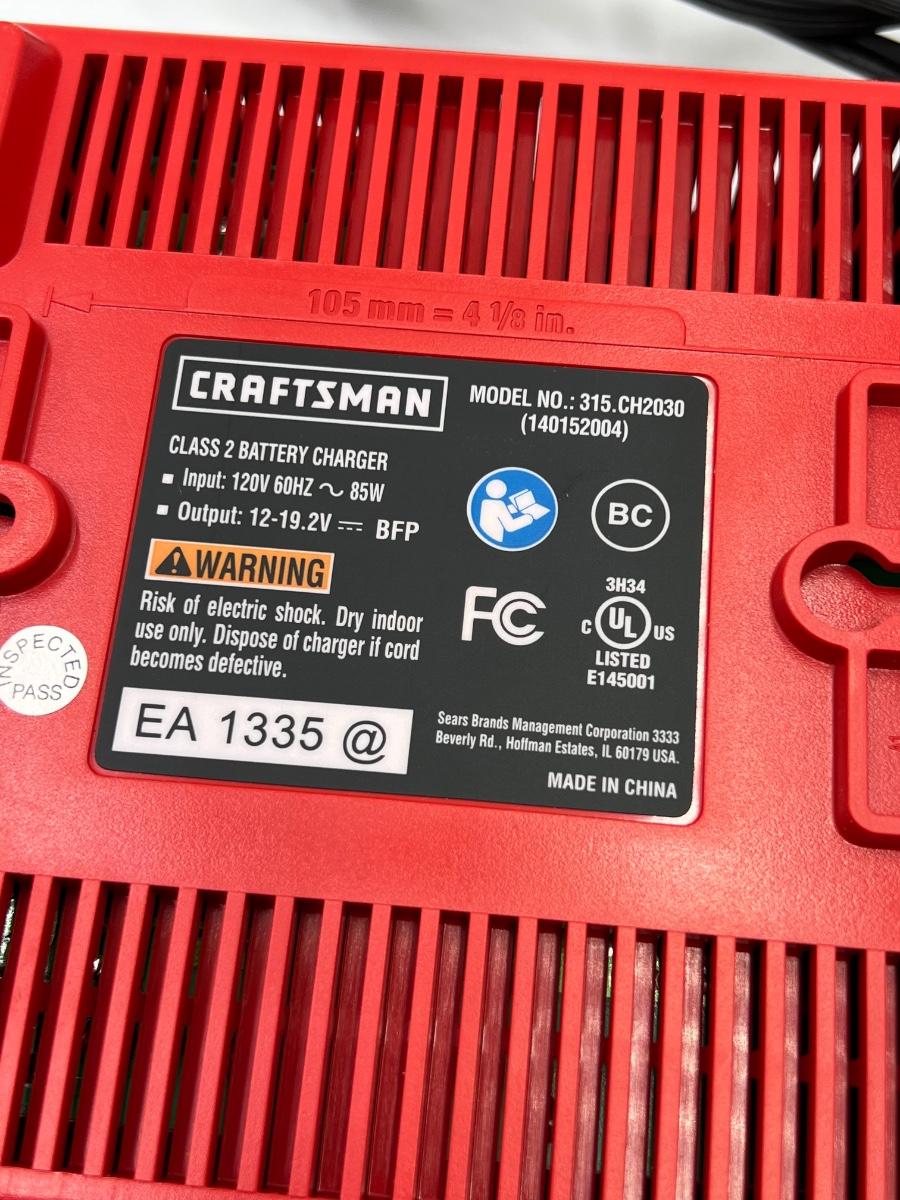 105 mm = 4 1/8 in.
CRAFTSMAN
MODEL NO.: 315.CH2030
(140152004)
CLASS 2 BATTERY CHARGER
▪ Input: 120V 60HZ ～ 85W
▪ Output: 12-19.2V ⎓ BFP
BC
WARNING
Risk of electric shock. Dry indoor
use only. Dispose of charger if cord
becomes defective.
FC
3H34
C UL US
LISTED
E145001
INSPECTED
PASS
EA 1335 @
Sears Brands Management Corporation 3333
Beverly Rd., Hoffman Estates, IL 60179 USA.
MADE IN CHINA